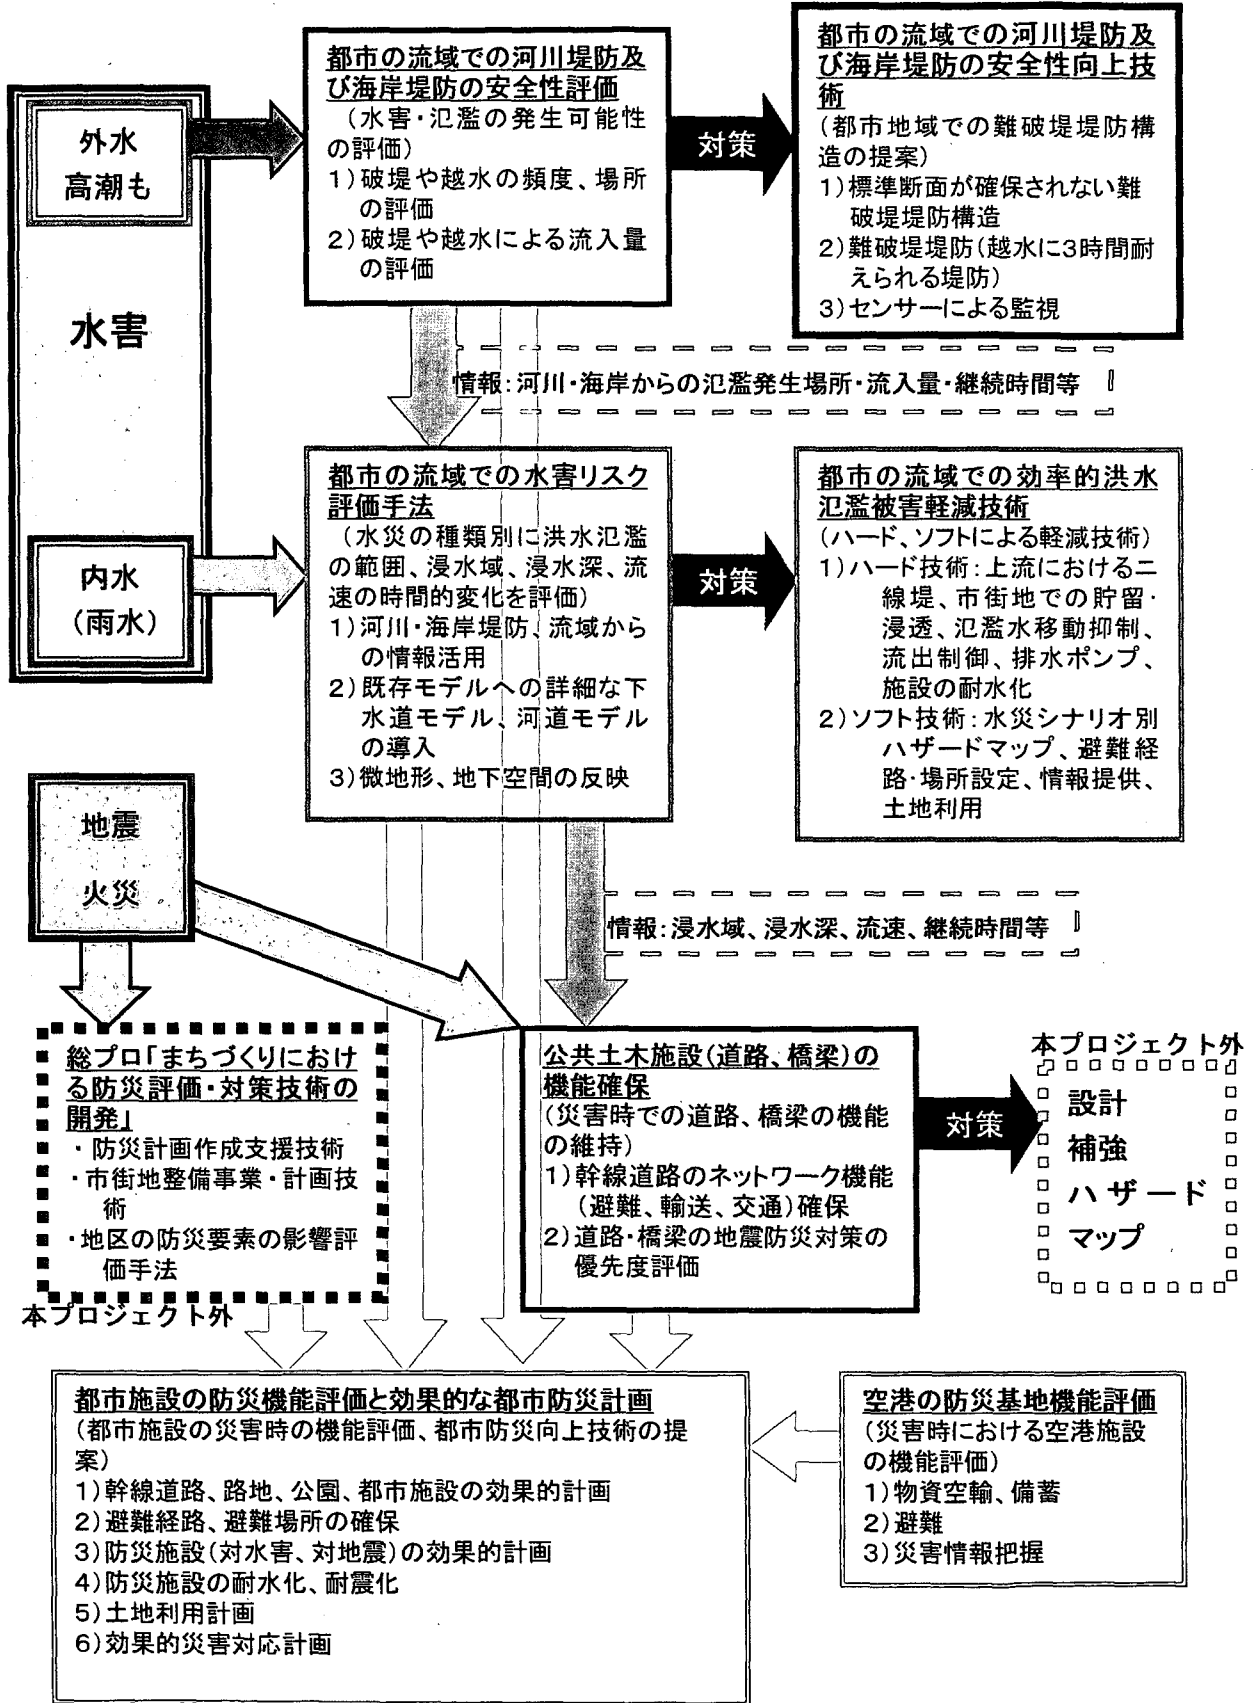 都市の流域での河川堤防及
び海岸堤防の安全性評価
(水害・氾濫の発生可能性
の評価)
1)破堤や越水の頻度、場所
の評価
2)破堤や越水による流入量
の評価
対策
都市の流域での河川堤防及
び海岸堤防の安全性向上技
術
(都市地域での難破堤堤防構
造の提案)
1)標準断面が確保されない難
破堤堤防構造
2)難破堤堤防(越水に3時間耐
えられる堤防)
3)センサーによる監視
外水
高潮も
水害
内水
(雨水)
情報:河川・海岸からの氾濫発生場所・流入量・継続時間等
都市の流域での水害リスク
評価手法
(水災の種類別に洪水氾濫
の範囲、浸水域、浸水深、流
速の時間的変化を評価)
1)河川・海岸堤防、流域から
の情報活用
2)既存モデルへの詳細な下
水道モデル、河道モデル
の導入
3)微地形、地下空間の反映
対策
都市の流域での効率的洪水
氾濫被害軽減技術
(ハード、ソフトによる軽減技術)
1)ハード技術:上流における二
線堤、市街地での貯留・
浸透、氾濫水移動抑制、
流出制御、排水ポンプ、
施設の耐水化
2)ソフト技術:水災シナリオ別
ハザードマップ、避難経
路・場所設定、情報提供、
土地利用
地震
火災
情報:浸水域、浸水深、流速、継続時間等
総プロ「まちづくりにおけ
る防災評価・対策技術の
開発」
・防災計画作成支援技術
・市街地整備事業・計画技
術
・地区の防災要素の影響評
価手法
本プロジェクト外
公共土木施設(道路、橋梁)の
機能確保
(災害時での道路、橋梁の機能
の維持)
1)幹線道路のネットワーク機能
(避難、輸送、交通)確保
2)道路・橋梁の地震防災対策の
優先度評価
対策
本プロジェクト外
設計
補強
ハザード
マップ
都市施設の防災機能評価と効果的な都市防災計画
(都市施設の災害時の機能評価、都市防災向上技術の提
案)
1)幹線道路、路地、公園、都市施設の効果的計画
2)避難経路、避難場所の確保
3)防災施設(対水害、対地震)の効果的計画
4)防災施設の耐水化、耐震化
5)土地利用計画
6)効果的災害対応計画
空港の防災基地機能評価
(災害時における空港施設
の機能評価)
1)物資空輸、備蓄
2)避難
3)災害情報把握